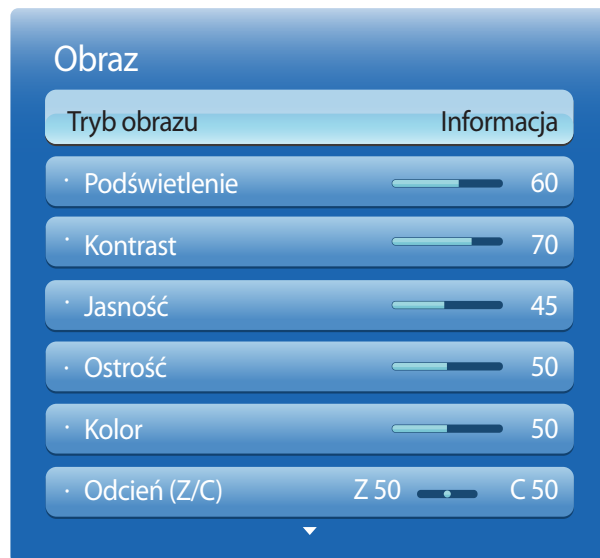 Obraz
Tryb obrazu Informacja
· Podświetlenie 60
· Kontrast 70
· Jasność 45
· Ostrość 50
· Kolor 50
· Odcień (Z/C) Z 50 C 50